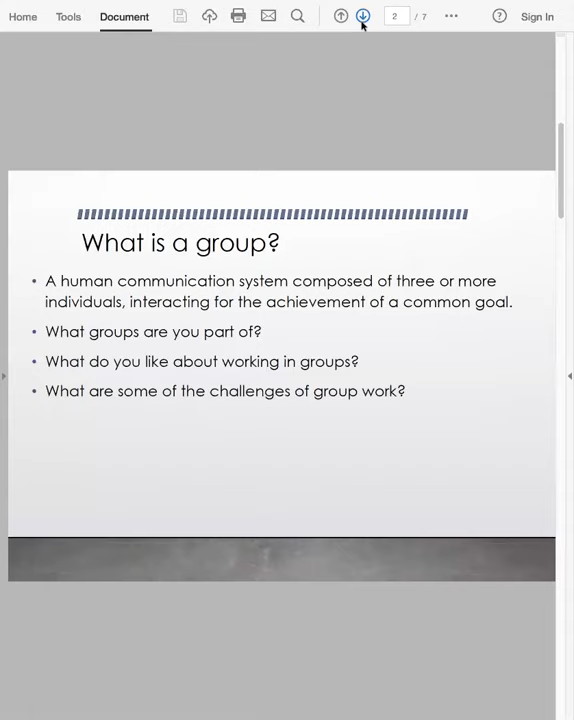 Home Tools Document 2 / 7 Sign In
What is a group?
• A human communication system composed of three or more
individuals, interacting for the achievement of a common goal.
• What groups are you part of?
• What do you like about working in groups?
• What are some of the challenges of group work?